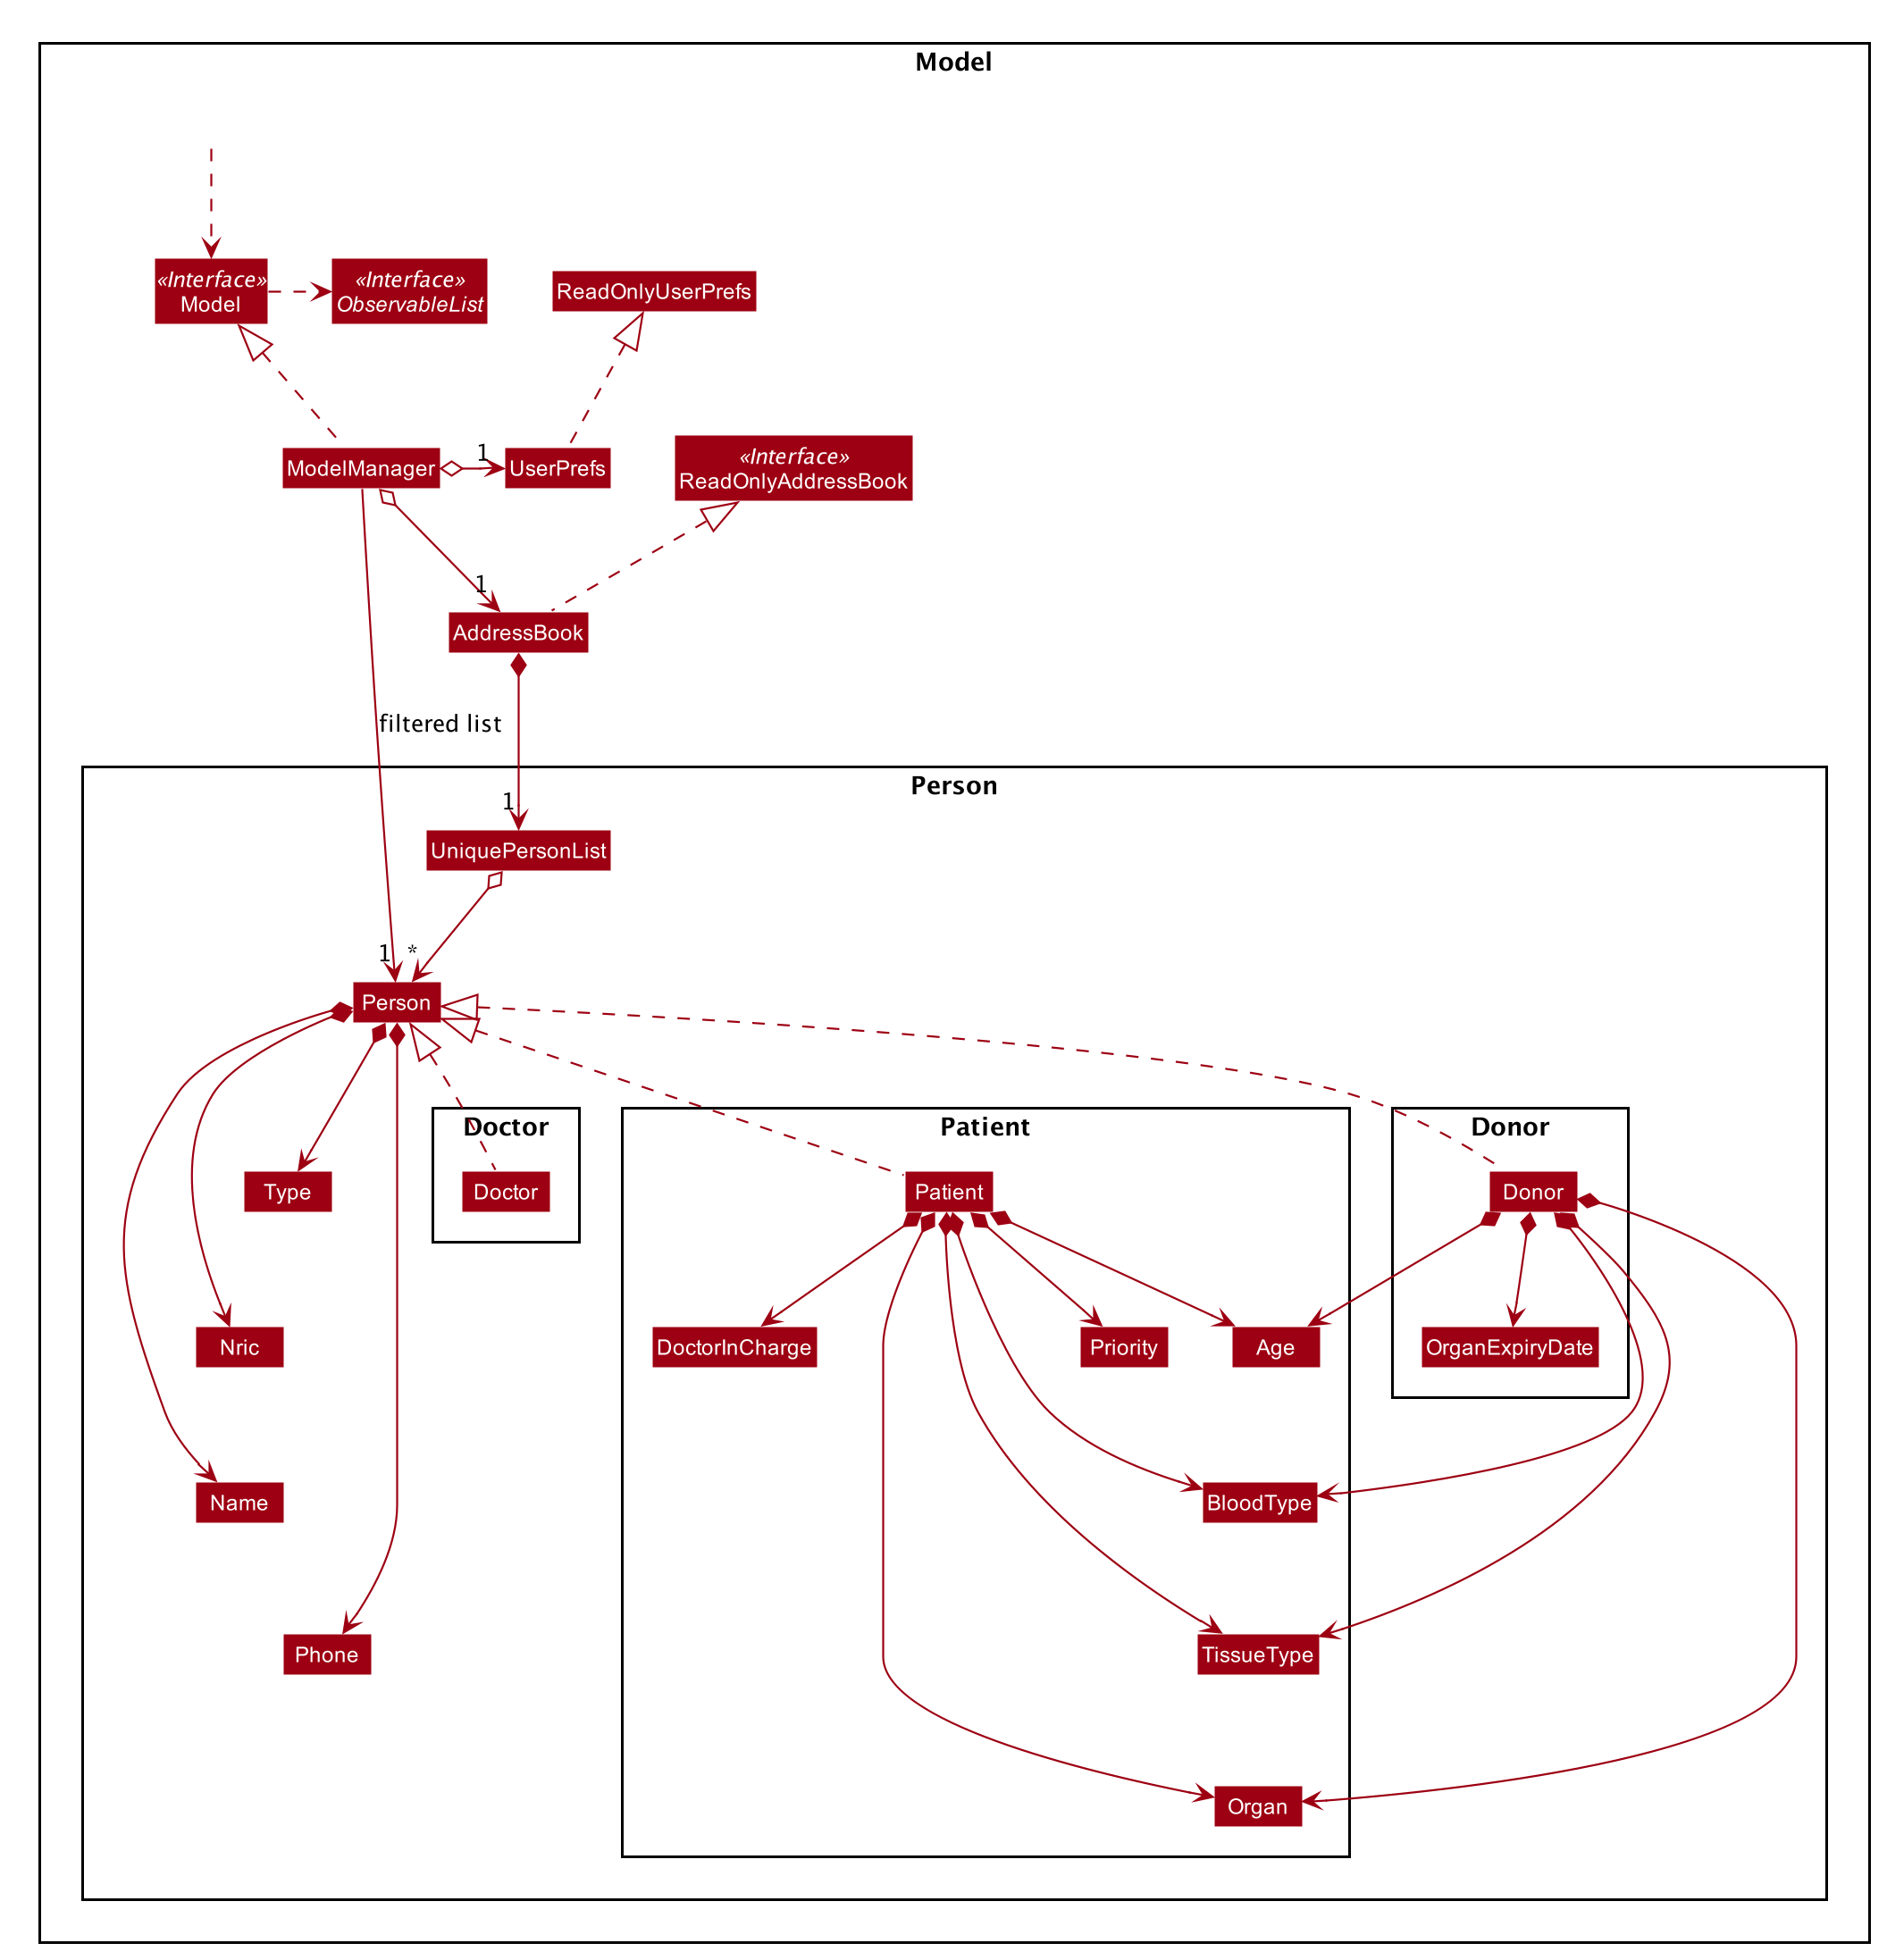 Model
«Interface»
Model
«Interface»
ObservableList
ReadOnlyUserPrefs
ModelManager
1
UserPrefs
«Interface»
ReadOnlyAddressBook
1
AddressBook
filtered list
Person
1
UniquePersonList
1
*
Person
Doctor
Patient
Donor
Type
Doctor
Patient
Donor
Nric
DoctorInCharge
Priority
Age
OrganExpiryDate
Name
BloodType
Phone
TissueType
Organ